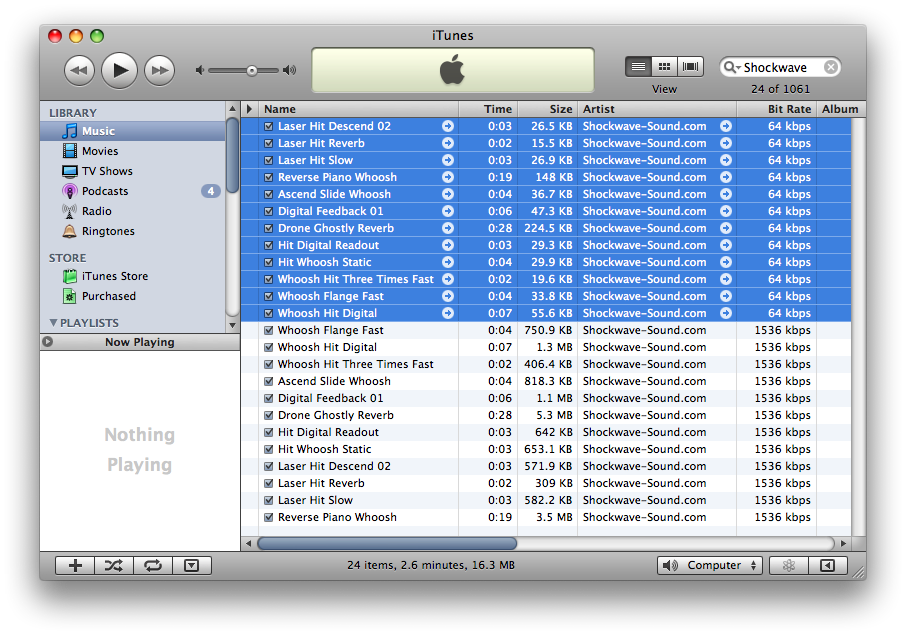 iTunes
Shockwave
View
24 of 1061
LIBRARY
Music
Movies
TV Shows
Podcasts 4
Radio
Ringtones
STORE
iTunes Store
Purchased
PLAYLISTS
Now Playing
Nothing
Playing
Name Time Size Artist Bit Rate Album
Laser Hit Descend 02 0:03 26.5 KB Shockwave-Sound.com 64 kbps
Laser Hit Reverb 0:02 15.5 KB Shockwave-Sound.com 64 kbps
Laser Hit Slow 0:03 26.9 KB Shockwave-Sound.com 64 kbps
Reverse Piano Whoosh 0:19 148 KB Shockwave-Sound.com 64 kbps
Ascend Slide Whoosh 0:04 36.7 KB Shockwave-Sound.com 64 kbps
Digital Feedback 01 0:06 47.3 KB Shockwave-Sound.com 64 kbps
Drone Ghostly Reverb 0:28 224.5 KB Shockwave-Sound.com 64 kbps
Hit Digital Readout 0:03 29.3 KB Shockwave-Sound.com 64 kbps
Hit Whoosh Static 0:04 29.9 KB Shockwave-Sound.com 64 kbps
Whoosh Hit Three Times Fast 0:02 19.6 KB Shockwave-Sound.com 64 kbps
Whoosh Flange Fast 0:04 33.8 KB Shockwave-Sound.com 64 kbps
Whoosh Hit Digital 0:07 55.6 KB Shockwave-Sound.com 64 kbps
Whoosh Flange Fast 0:04 750.9 KB Shockwave-Sound.com 1536 kbps
Whoosh Hit Digital 0:07 1.3 MB Shockwave-Sound.com 1536 kbps
Whoosh Hit Three Times Fast 0:02 406.4 KB Shockwave-Sound.com 1536 kbps
Ascend Slide Whoosh 0:04 818.3 KB Shockwave-Sound.com 1536 kbps
Digital Feedback 01 0:06 1.1 MB Shockwave-Sound.com 1536 kbps
Drone Ghostly Reverb 0:28 5.3 MB Shockwave-Sound.com 1536 kbps
Hit Digital Readout 0:03 642 KB Shockwave-Sound.com 1536 kbps
Hit Whoosh Static 0:03 653.1 KB Shockwave-Sound.com 1536 kbps
Laser Hit Descend 02 0:03 571.9 KB Shockwave-Sound.com 1536 kbps
Laser Hit Reverb 0:02 309 KB Shockwave-Sound.com 1536 kbps
Laser Hit Slow 0:03 582.2 KB Shockwave-Sound.com 1536 kbps
Reverse Piano Whoosh 0:19 3.5 MB Shockwave-Sound.com 1536 kbps
24 items, 2.6 minutes, 16.3 MB
Computer